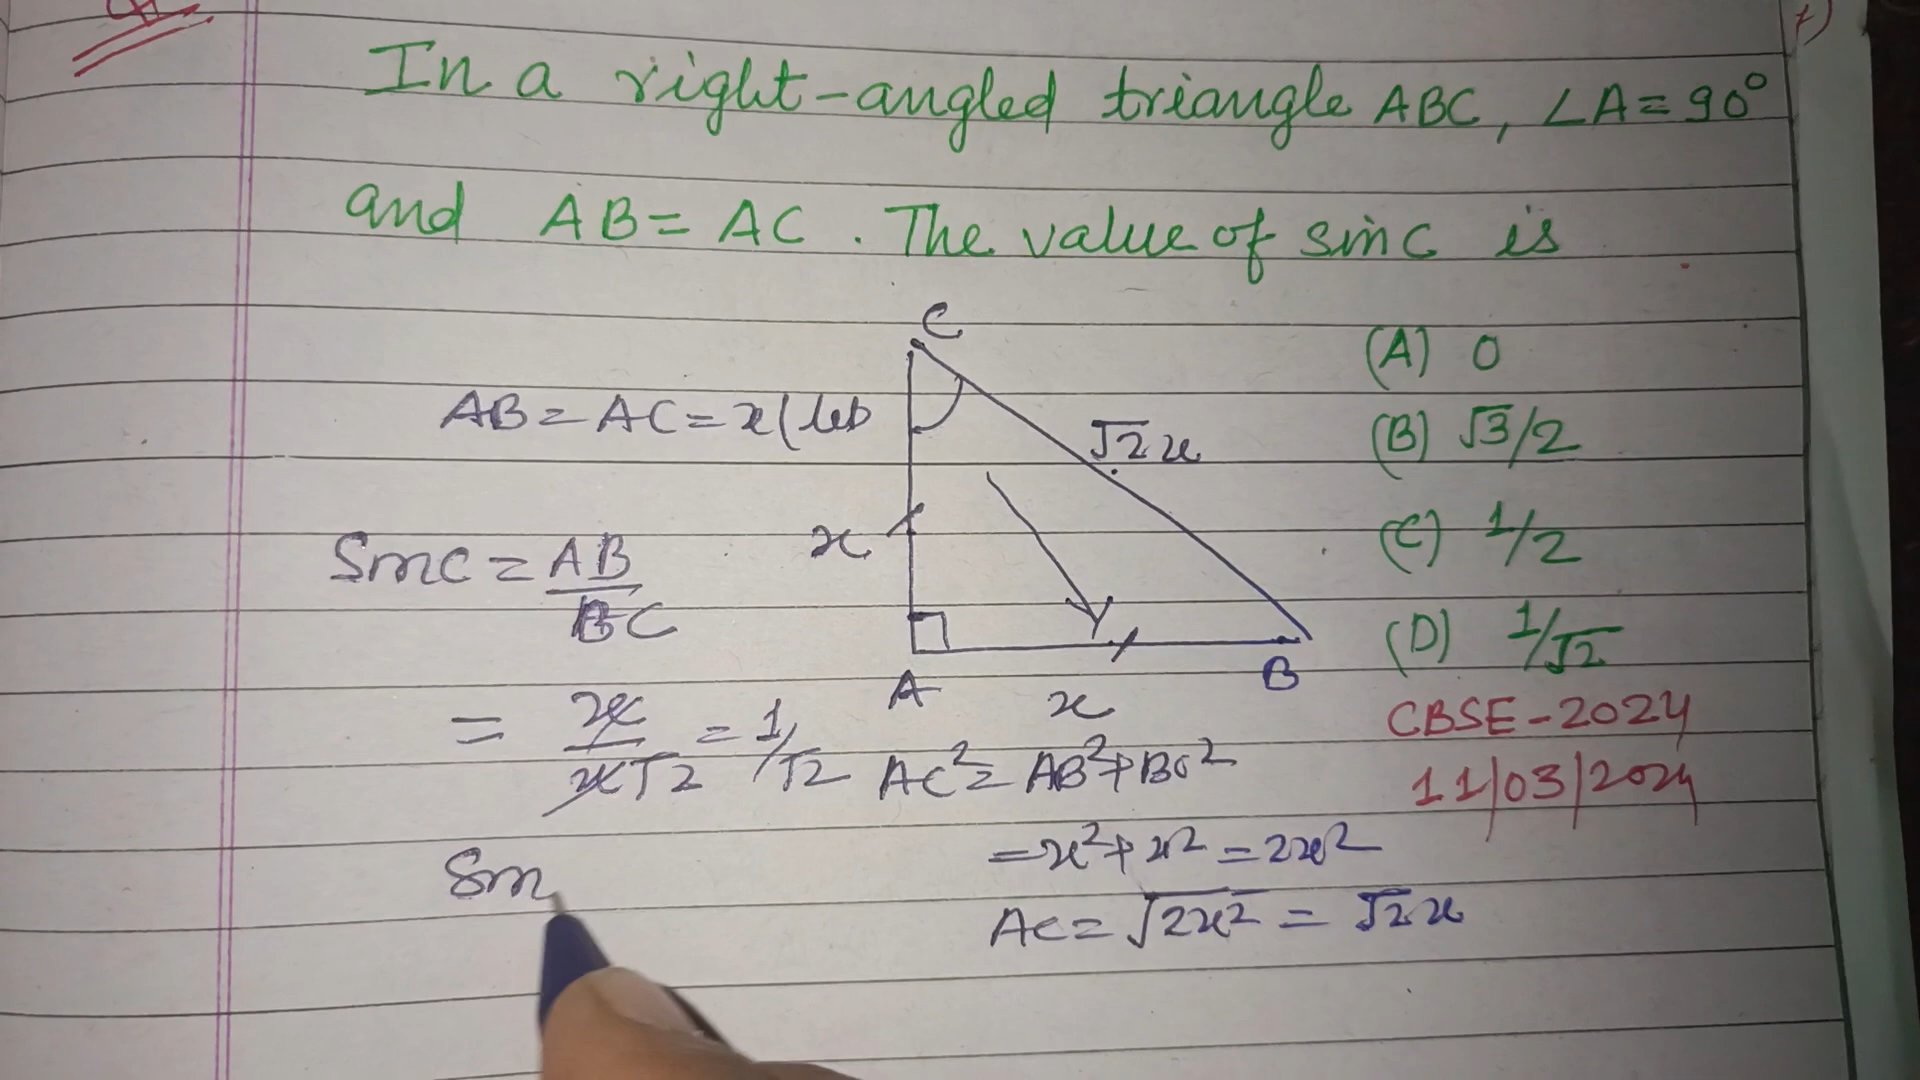 In a right-angled triangle ABC, ∠A=90°
and AB=AC. The value of sin C is
C
(A) 0
AB=AC=x(let
(B) √3/2
√2x
(C) 1/2
x
Sinc=AB/BC
(D) 1/√2
A
B
x
CBSE-2024
= x/x√2 = 1/√2
AC²=AB²+BC²
11/03/2024
=x²+x²=2x²
Sin
AC=√2x²=√2x